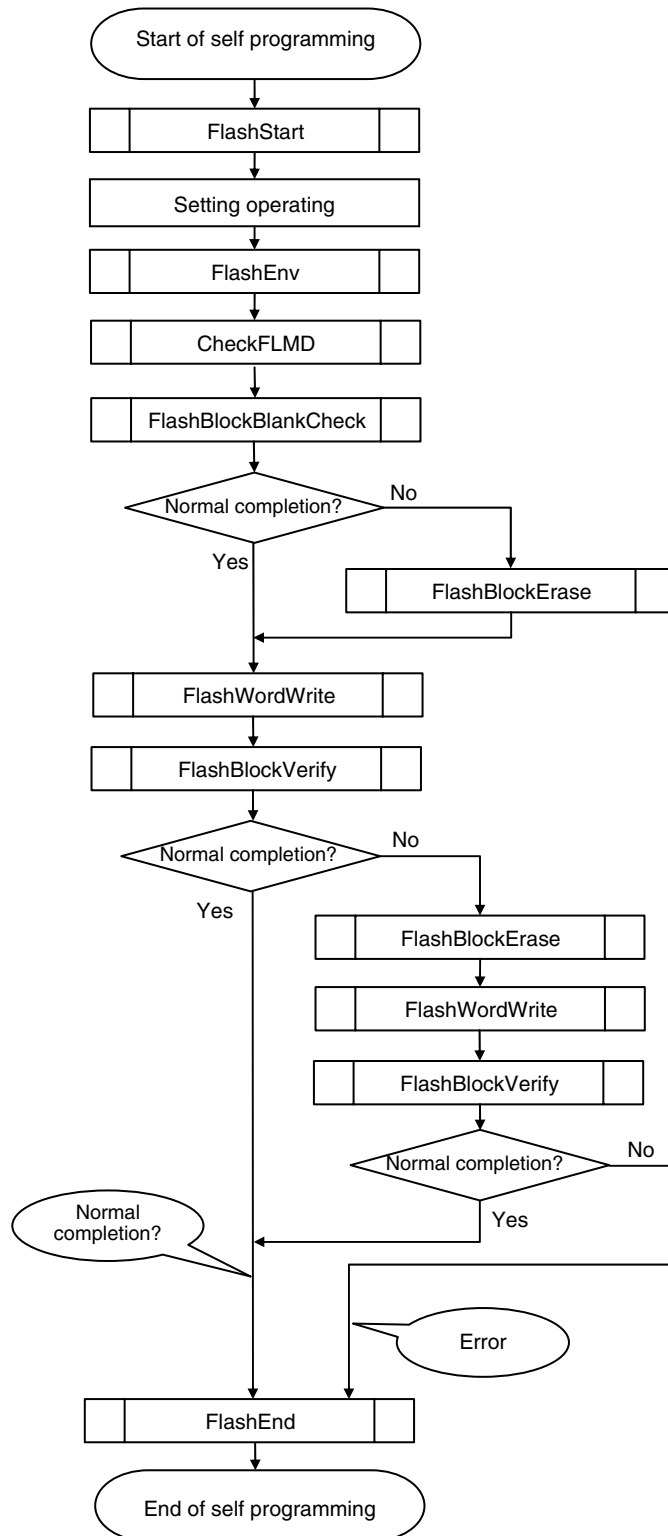 Start of self programming
FlashStart
Setting operating
FlashEnv
CheckFLMD
FlashBlockBlankCheck
Normal completion?
No
Yes
FlashBlockErase
FlashWordWrite
FlashBlockVerify
Normal completion?
No
Yes
FlashBlockErase
FlashWordWrite
FlashBlockVerify
Normal completion?
No
Yes
Normal
completion?
Error
FlashEnd
End of self programming